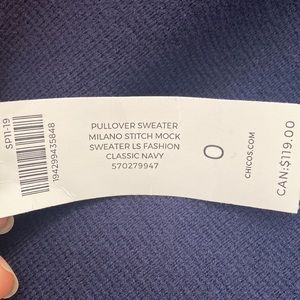 SP11-19
194299435848
PULLOVER SWEATER
MILANO STITCH MOCK
SWEATER LS FASHION
CLASSIC NAVY
570279947
0
CHICOS.COM
CAN:$119.00